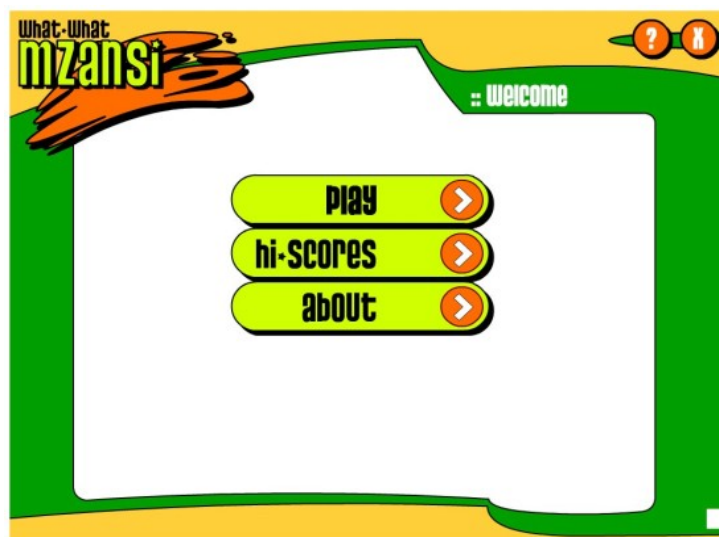 What•What
mzansi
? X
:: welcome
play
hi*scores
about